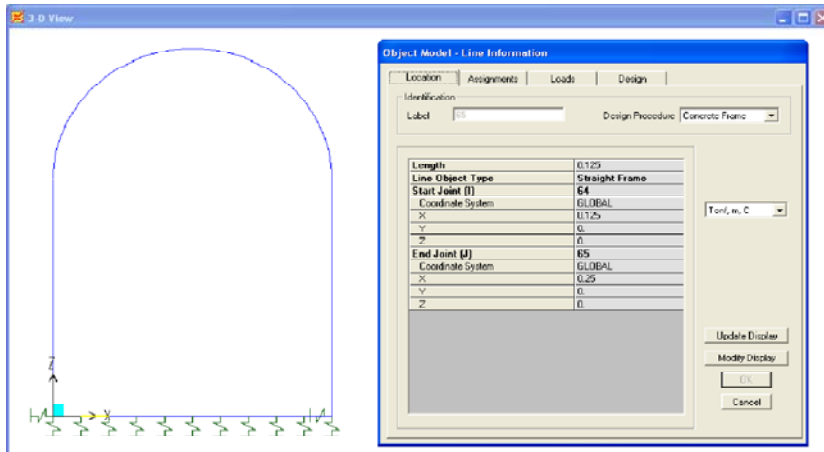 3-D View
Z
X
Object Model - Line Information
Location Assignments Loads Design
Identification
Label 65 Design Procedure Concrete Frame
Length 0.125
Line Object Type Straight Frame
Start Joint (I) 64
Coordinate System GLOBAL
X 0.125
Y 0.
Z 0.
End Joint (J) 65
Coordinate System GLOBAL
X 0.25
Y 0.
Z 0.
Tonf, m, C
Update Display
Modify Display
OK
Cancel